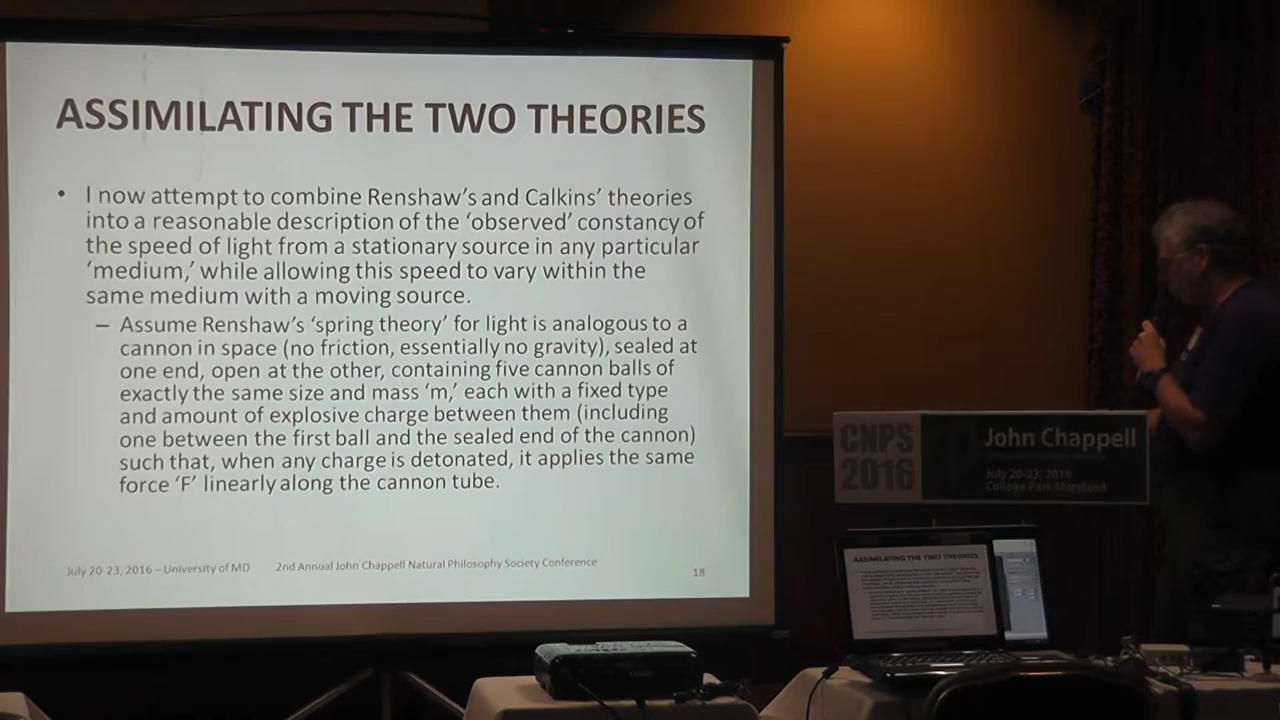 ASSIMILATING THE TWO THEORIES
• I now attempt to combine Renshaw's and Calkins' theories
into a reasonable description of the 'observed' constancy of
the speed of light from a stationary source in any particular
'medium,' while allowing this speed to vary within the
same medium with a moving source.
– Assume Renshaw's 'spring theory' for light is analogous to a
cannon in space (no friction, essentially no gravity), sealed at
one end, open at the other, containing five cannon balls of
exactly the same size and mass 'm,' each with a fixed type
and amount of explosive charge between them (including
one between the first ball and the sealed end of the cannon)
such that, when any charge is detonated, it applies the same
force 'F' linearly along the cannon tube.
July 20-23, 2016 – University of MD 2nd Annual John Chappell Natural Philosophy Society Conference 18
CNPS
2016
John Chappell
July 20-23, 2016
College Park Maryland
ASSIMILATING THE TWO THEORIES